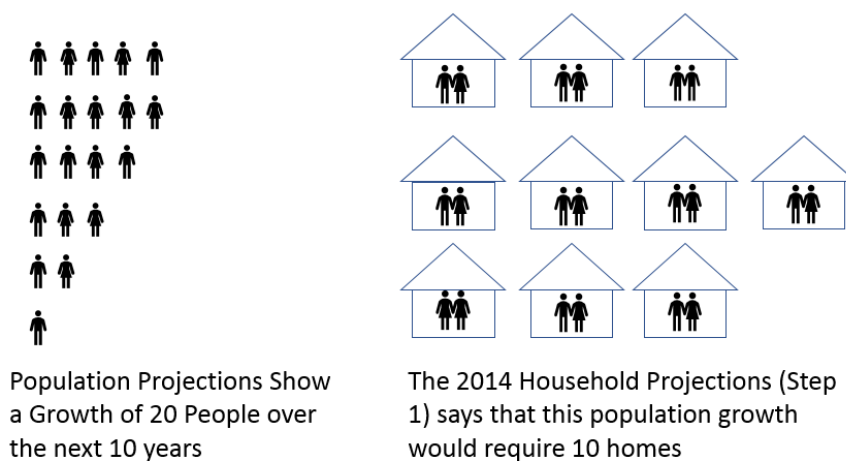 Population Projections Show
a Growth of 20 People over
the next 10 years
The 2014 Household Projections (Step
1) says that this population growth
would require 10 homes